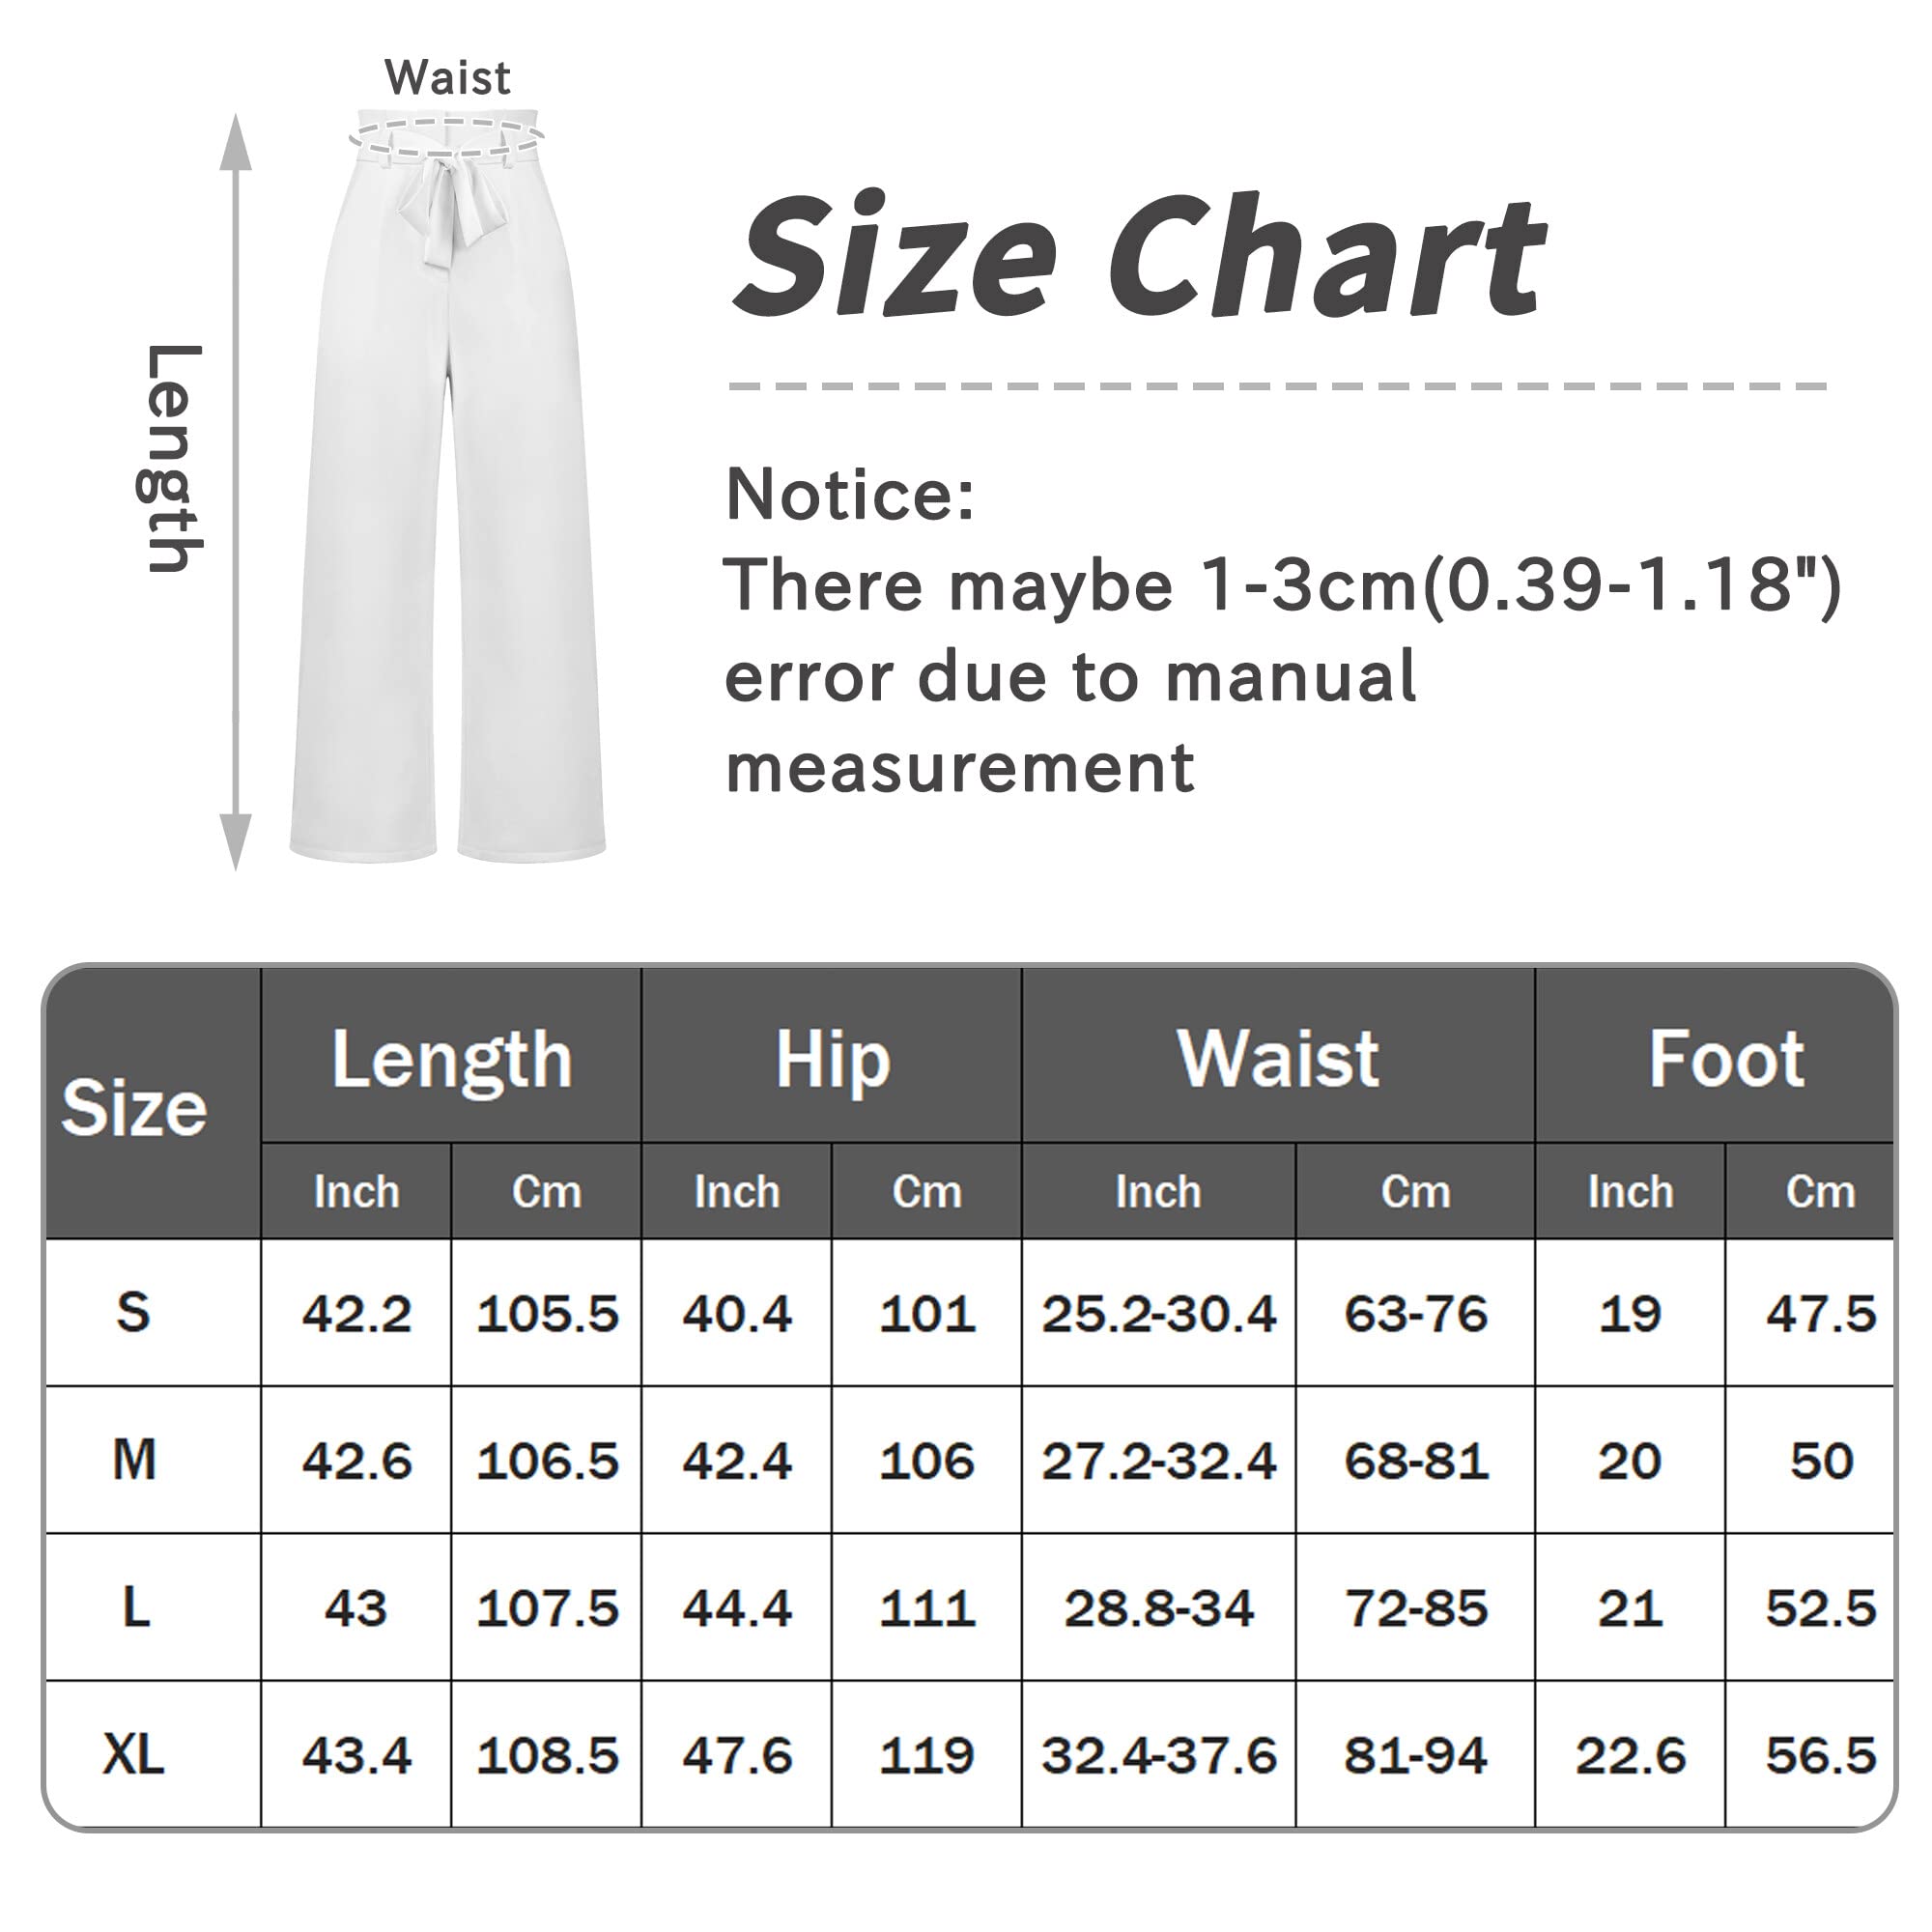 Waist
Length
Size Chart
Notice:
There maybe 1-3cm(0.39-1.18")
error due to manual
measurement
Size Length Hip Waist Foot
Inch Cm Inch Cm Inch Cm Inch Cm
S 42.2 105.5 40.4 101 25.2-30.4 63-76 19 47.5
M 42.6 106.5 42.4 106 27.2-32.4 68-81 20 50
L 43 107.5 44.4 111 28.8-34 72-85 21 52.5
XL 43.4 108.5 47.6 119 32.4-37.6 81-94 22.6 56.5